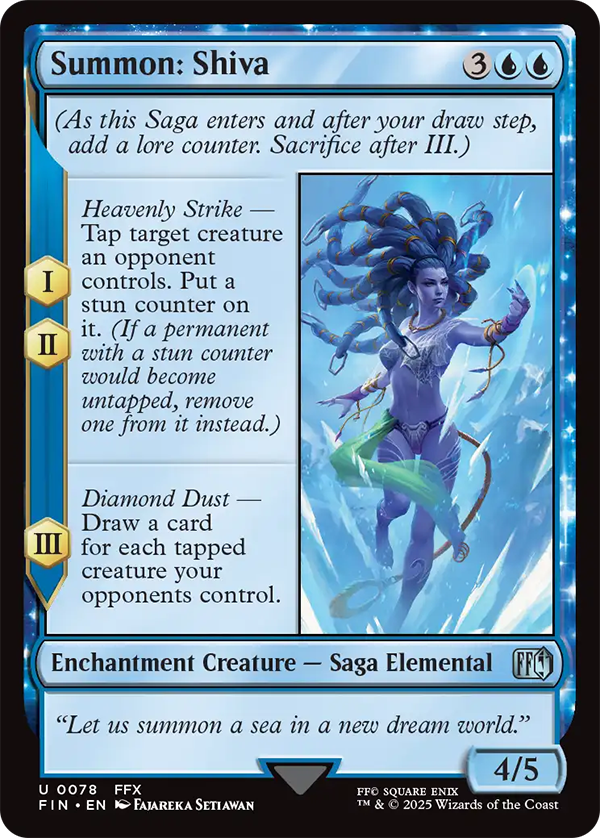 Summon: Shiva 3
(As this Saga enters and after your draw step,
add a lore counter. Sacrifice after III.)
I
II
Heavenly Strike —
Tap target creature
an opponent
controls. Put a
stun counter on
it. (If a permanent
with a stun counter
would become
untapped, remove
one from it instead.)
III
Diamond Dust —
Draw a card
for each tapped
creature your
opponents control.
Enchantment Creature — Saga Elemental FFX
“Let us summon a sea in a new dream world.”
4/5
U 0078 FFX
FIN • EN Fajareka Setiawan
FF© SQUARE ENIX
™ & © 2025 Wizards of the Coast